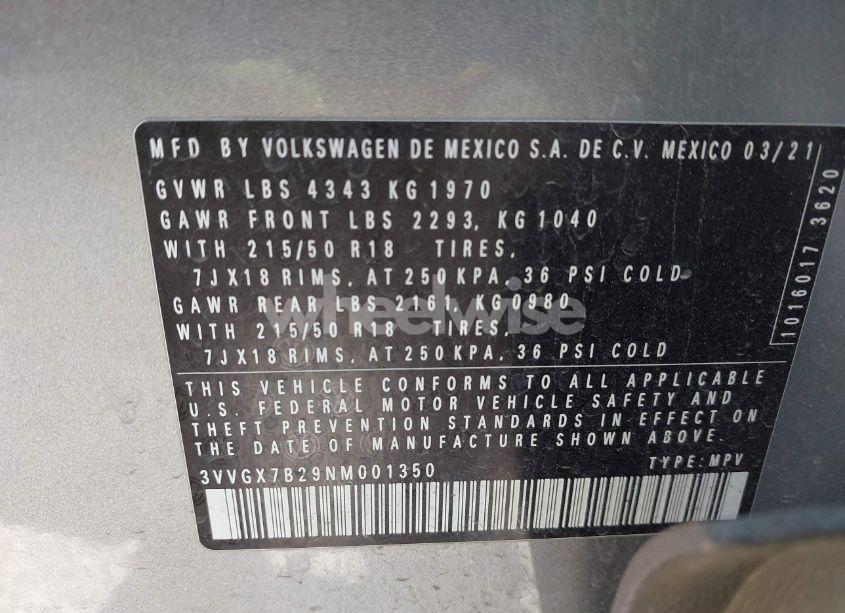 MFD BY VOLKSWAGEN DE MEXICO S.A. DE C.V. MEXICO 03/21
GVWR LBS 4343 KG 1970
GAWR FRONT LBS 2293, KG 1040
WITH 215/50 R18 TIRES,
7JX18 RIMS, AT 250 KPA, 36 PSI COLD
GAWR REAR LBS 2161, KG 0980
WITH 215/50 R18 TIRES,
7JX18 RIMS, AT 250 KPA, 36 PSI COLD
THIS VEHICLE CONFORMS TO ALL APPLICABLE
U.S. FEDERAL MOTOR VEHICLE SAFETY AND
THEFT PREVENTION STANDARDS IN EFFECT ON
THE DATE OF MANUFACTURE SHOWN ABOVE.
3VVGX7B29NM001350 TYPE: MPV
1016017 3620
wheelwise